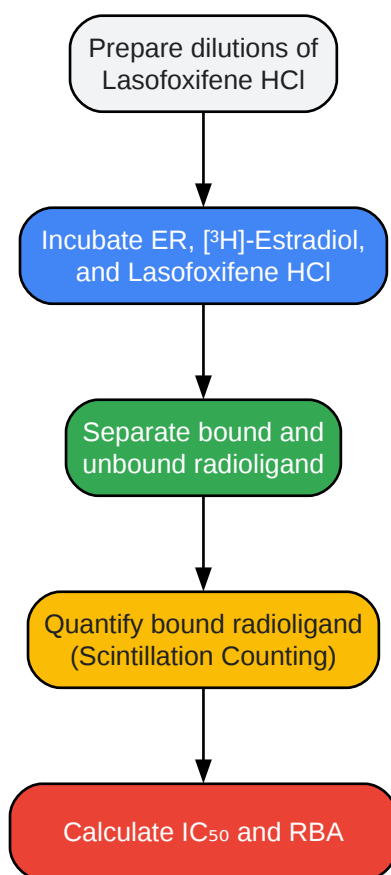 Prepare dilutions of
Lasofoxifene HCl
Incubate ER, [³H]-Estradiol,
and Lasofoxifene HCl
Separate bound and
unbound radioligand
Quantify bound radioligand
(Scintillation Counting)
Calculate IC₅₀ and RBA